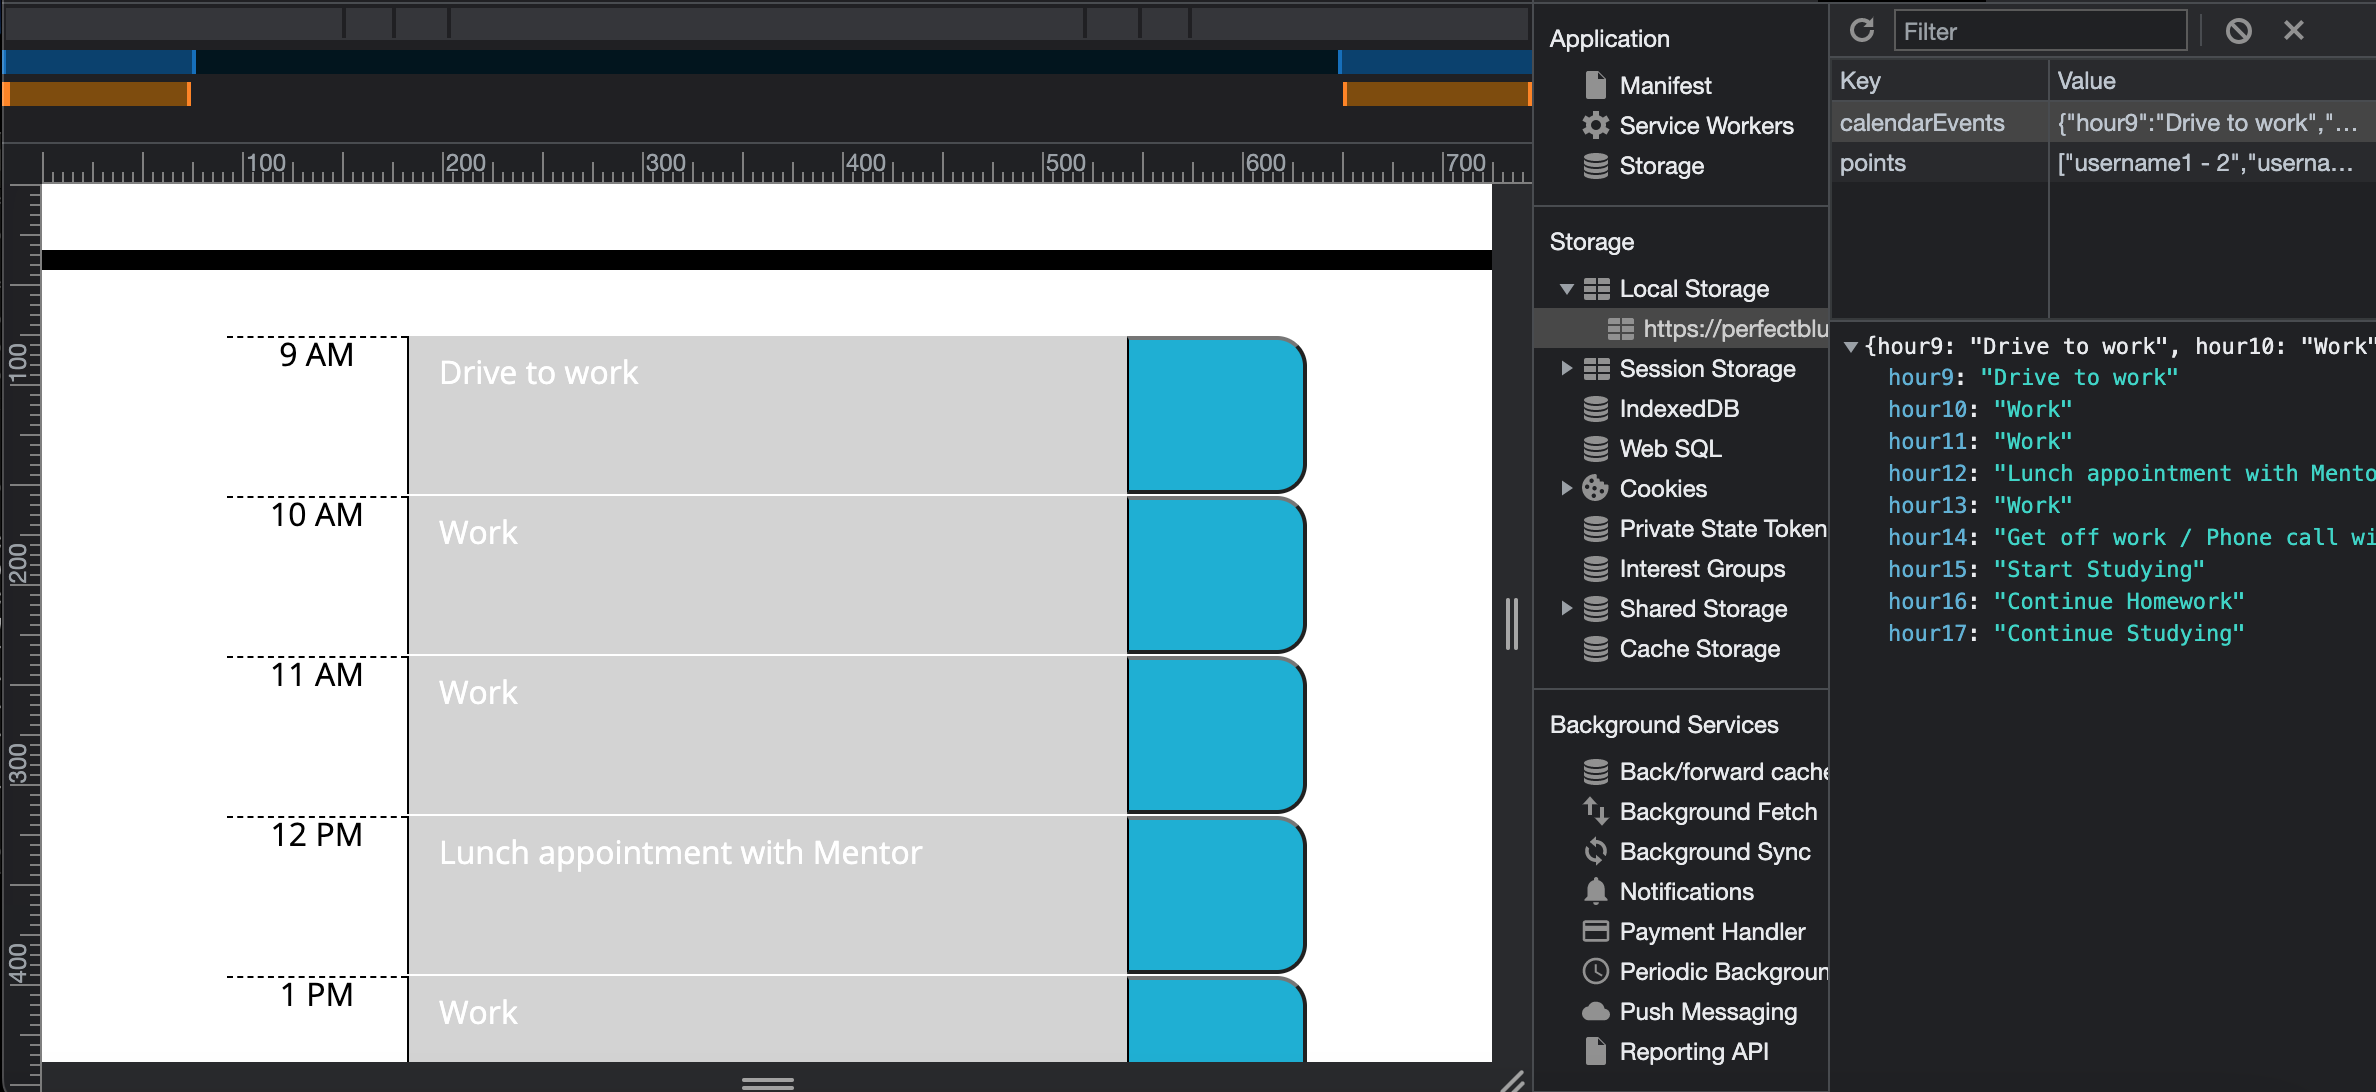 100 200 300 400 500 600 700
100
200
300
400
9 AM Drive to work
10 AM Work
11 AM Work
12 PM Lunch appointment with Mentor
1 PM Work
Application
Manifest
Service Workers
Storage
Storage
Local Storage
https://perfectblu
Session Storage
IndexedDB
Web SQL
Cookies
Private State Token
Interest Groups
Shared Storage
Cache Storage
Background Services
Back/forward cache
Background Fetch
Background Sync
Notifications
Payment Handler
Periodic Backgroun
Push Messaging
Reporting API
Filter
Key Value
calendarEvents {"hour9":"Drive to work","…
points ["username1 - 2","userna…
{hour9: "Drive to work", hour10: "Work"
hour9: "Drive to work"
hour10: "Work"
hour11: "Work"
hour12: "Lunch appointment with Mento
hour13: "Work"
hour14: "Get off work / Phone call wi
hour15: "Start Studying"
hour16: "Continue Homework"
hour17: "Continue Studying"